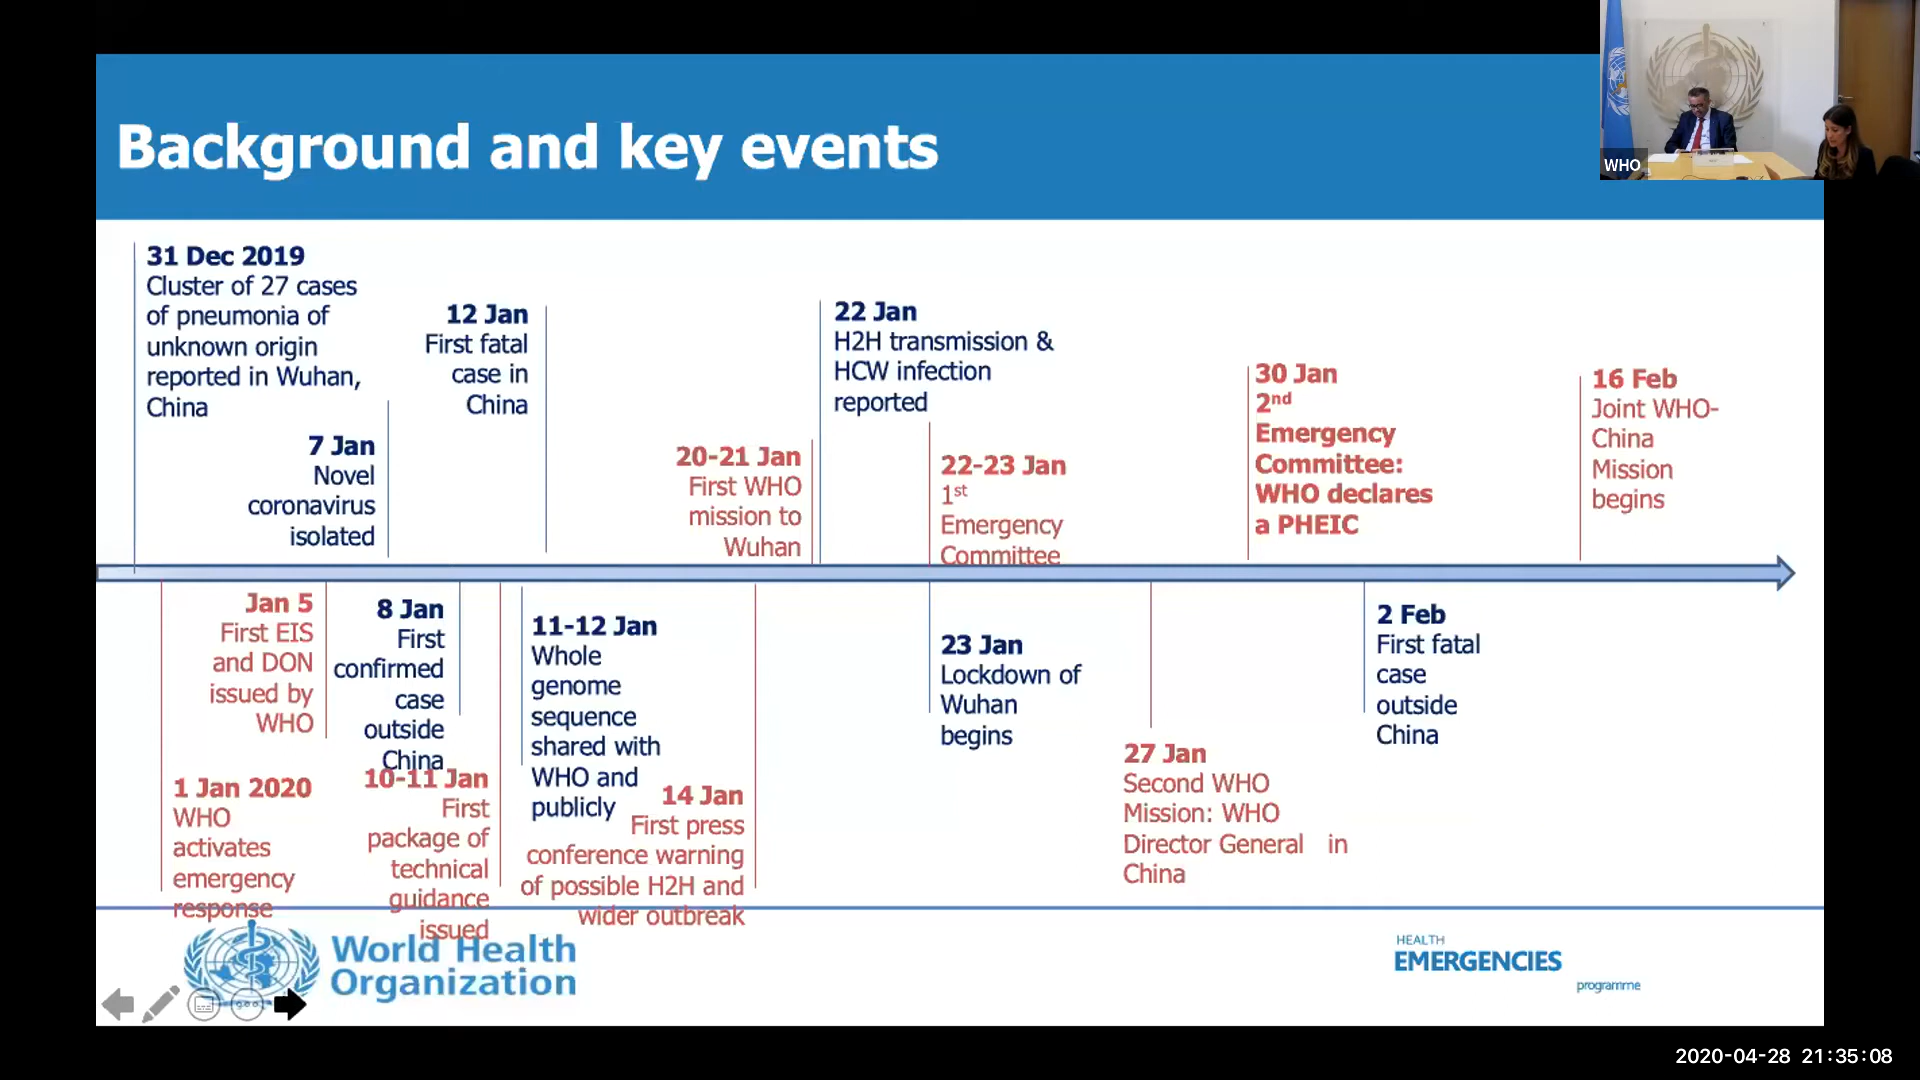 Background and key events
WHO
31 Dec 2019
Cluster of 27 cases
of pneumonia of
unknown origin
reported in Wuhan,
China
7 Jan
Novel
coronavirus
isolated
12 Jan
First fatal
case in
China
20-21 Jan
First WHO
mission to
Wuhan
22 Jan
H2H transmission &
HCW infection
reported
22-23 Jan
1st
Emergency
Committee
30 Jan
2nd
Emergency
Committee:
WHO declares
a PHEIC
16 Feb
Joint WHO-
China
Mission
begins
Jan 5
First EIS
and DON
issued by
WHO
1 Jan 2020
WHO
activates
emergency
response
8 Jan
First
confirmed
case
outside
China
10-11 Jan
First
package of
technical
guidance
issued
11-12 Jan
Whole
genome
sequence
shared with
WHO and
publicly
14 Jan
First press
conference warning
of possible H2H and
wider outbreak
23 Jan
Lockdown of
Wuhan
begins
27 Jan
Second WHO
Mission: WHO
Director General in
China
2 Feb
First fatal
case
outside
China
World Health
Organization
HEALTH
EMERGENCIES
programme
2020-04-28 21:35:08